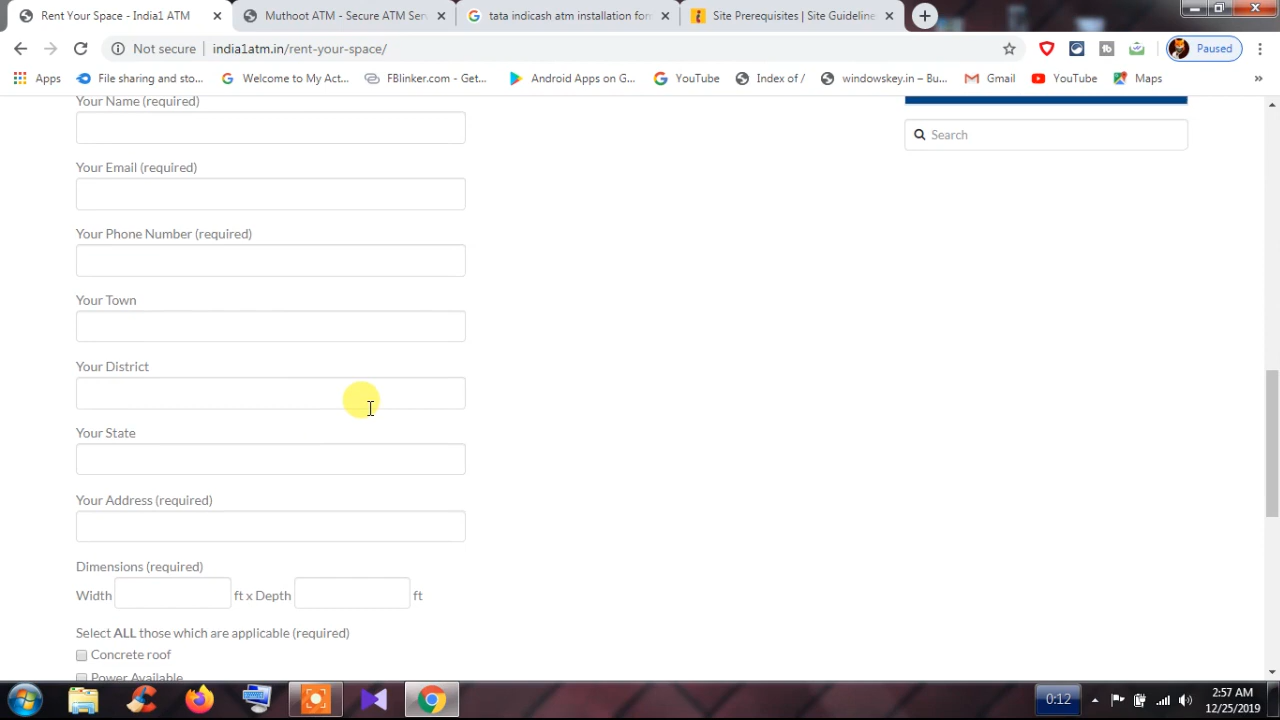 Rent Your Space - India1 ATM
Muthoot ATM - Secure ATM Serv
tata indicash atm installation for
Site Prerequisites | Site Guideline
Not secure
india1atm.in/rent-your-space/
Paused
Apps
File sharing and sto...
Welcome to My Act...
FBlinker.com - Get...
Android Apps on G...
YouTube
Index of /
windowskey.in – Bu...
Gmail
YouTube
Maps
»
Your Name (required)
Search
Your Email (required)
Your Phone Number (required)
Your Town
Your District
Your State
Your Address (required)
Dimensions (required)
Width ft x Depth ft
Select ALL those which are applicable (required)
Concrete roof
Power Available
0:12
2:57 AM
12/25/2019